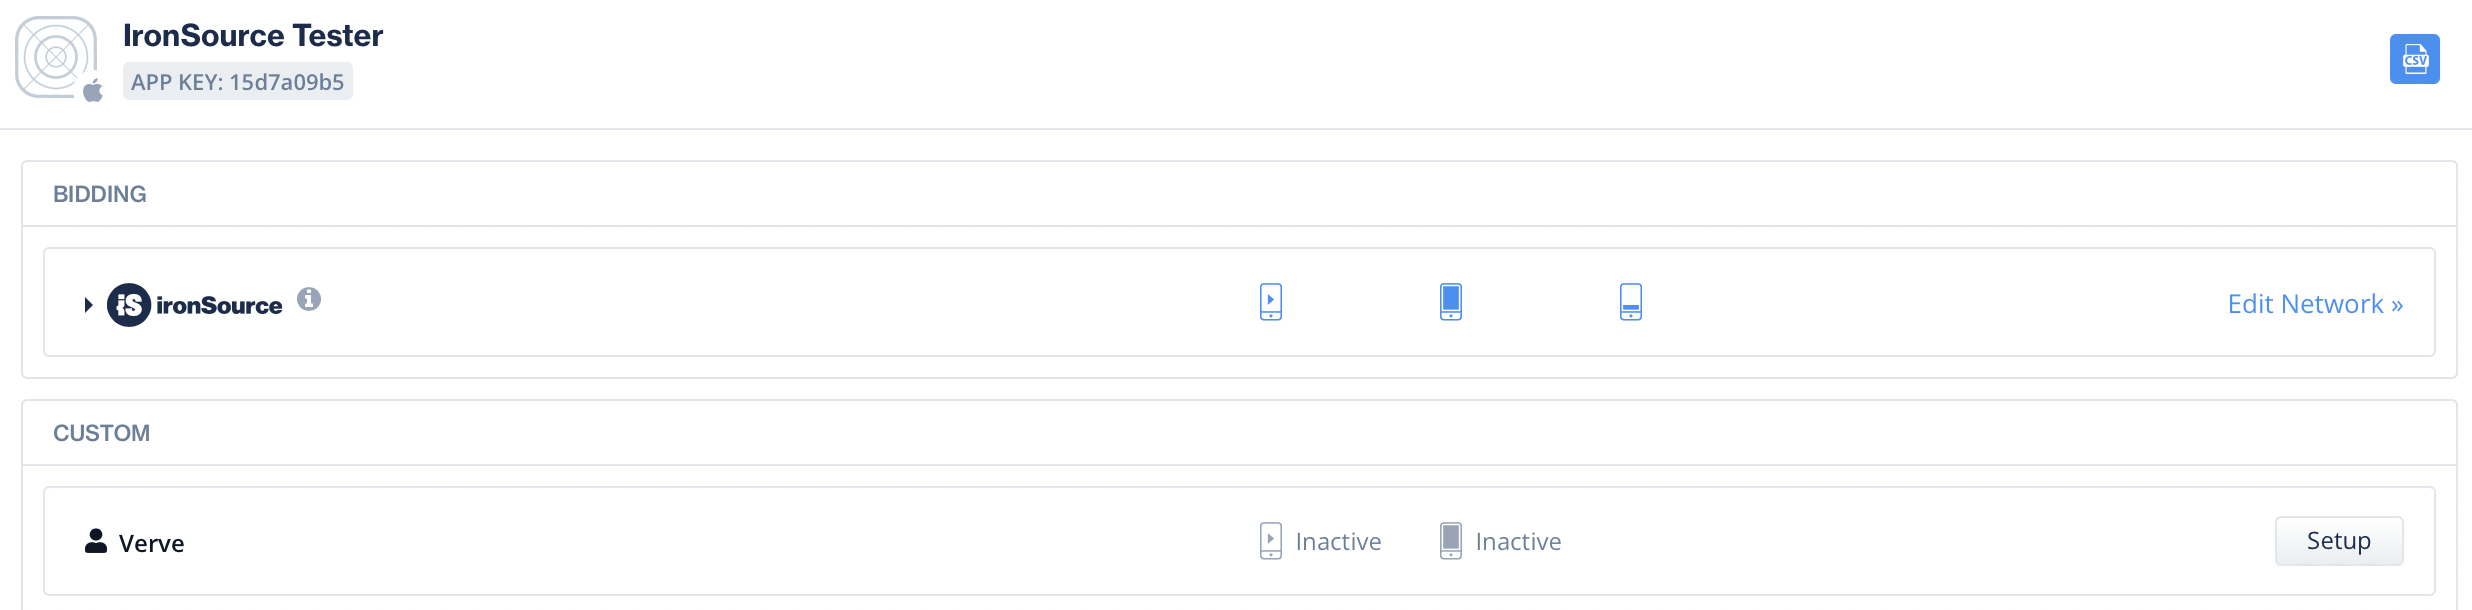 IronSource Tester
APP KEY: 15d7a09b5
CSV
BIDDING
iS ironSource i
Edit Network »
CUSTOM
Verve
Inactive
Inactive
Setup